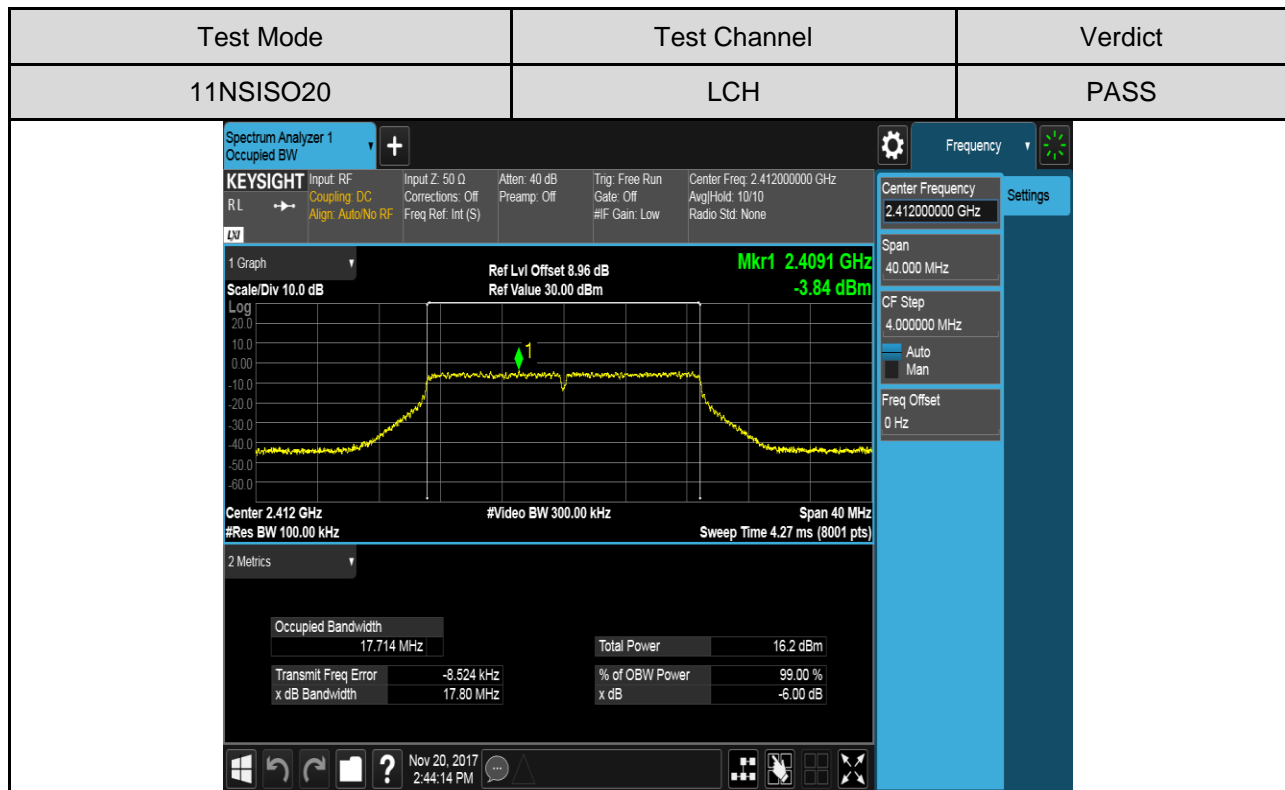 Test Mode Test Channel Verdict
11NSISO20 LCH PASS
Spectrum Analyzer 1
Occupied BW
+
Frequency
KEYSIGHT Input: RF Input Z: 50 Ω Atten: 40 dB Trig: Free Run Center Freq: 2.412000000 GHz
R L Coupling: DC Corrections: Off Preamp: Off Gate: Off Avg|Hold: 10/10
Align: Auto/No RF Freq Ref: Int (S) #IF Gain: Low Radio Std: None
LXI
Center Frequency
2.412000000 GHz
Settings
Span
40.000 MHz
CF Step
4.000000 MHz
Auto
Man
Freq Offset
0 Hz
1 Graph
Ref Lvl Offset 8.96 dB
Mkr1 2.4091 GHz
Scale/Div 10.0 dB
Ref Value 30.00 dBm
-3.84 dBm
Log
20.0
10.0
0.00
-10.0
-20.0
-30.0
-40.0
-50.0
-60.0
1
Center 2.412 GHz #Video BW 300.00 kHz Span 40 MHz
#Res BW 100.00 kHz Sweep Time 4.27 ms (8001 pts)
2 Metrics
Occupied Bandwidth
17.714 MHz
Total Power 16.2 dBm
Transmit Freq Error -8.524 kHz % of OBW Power 99.00 %
x dB Bandwidth 17.80 MHz x dB -6.00 dB
?
Nov 20, 2017
2:44:14 PM